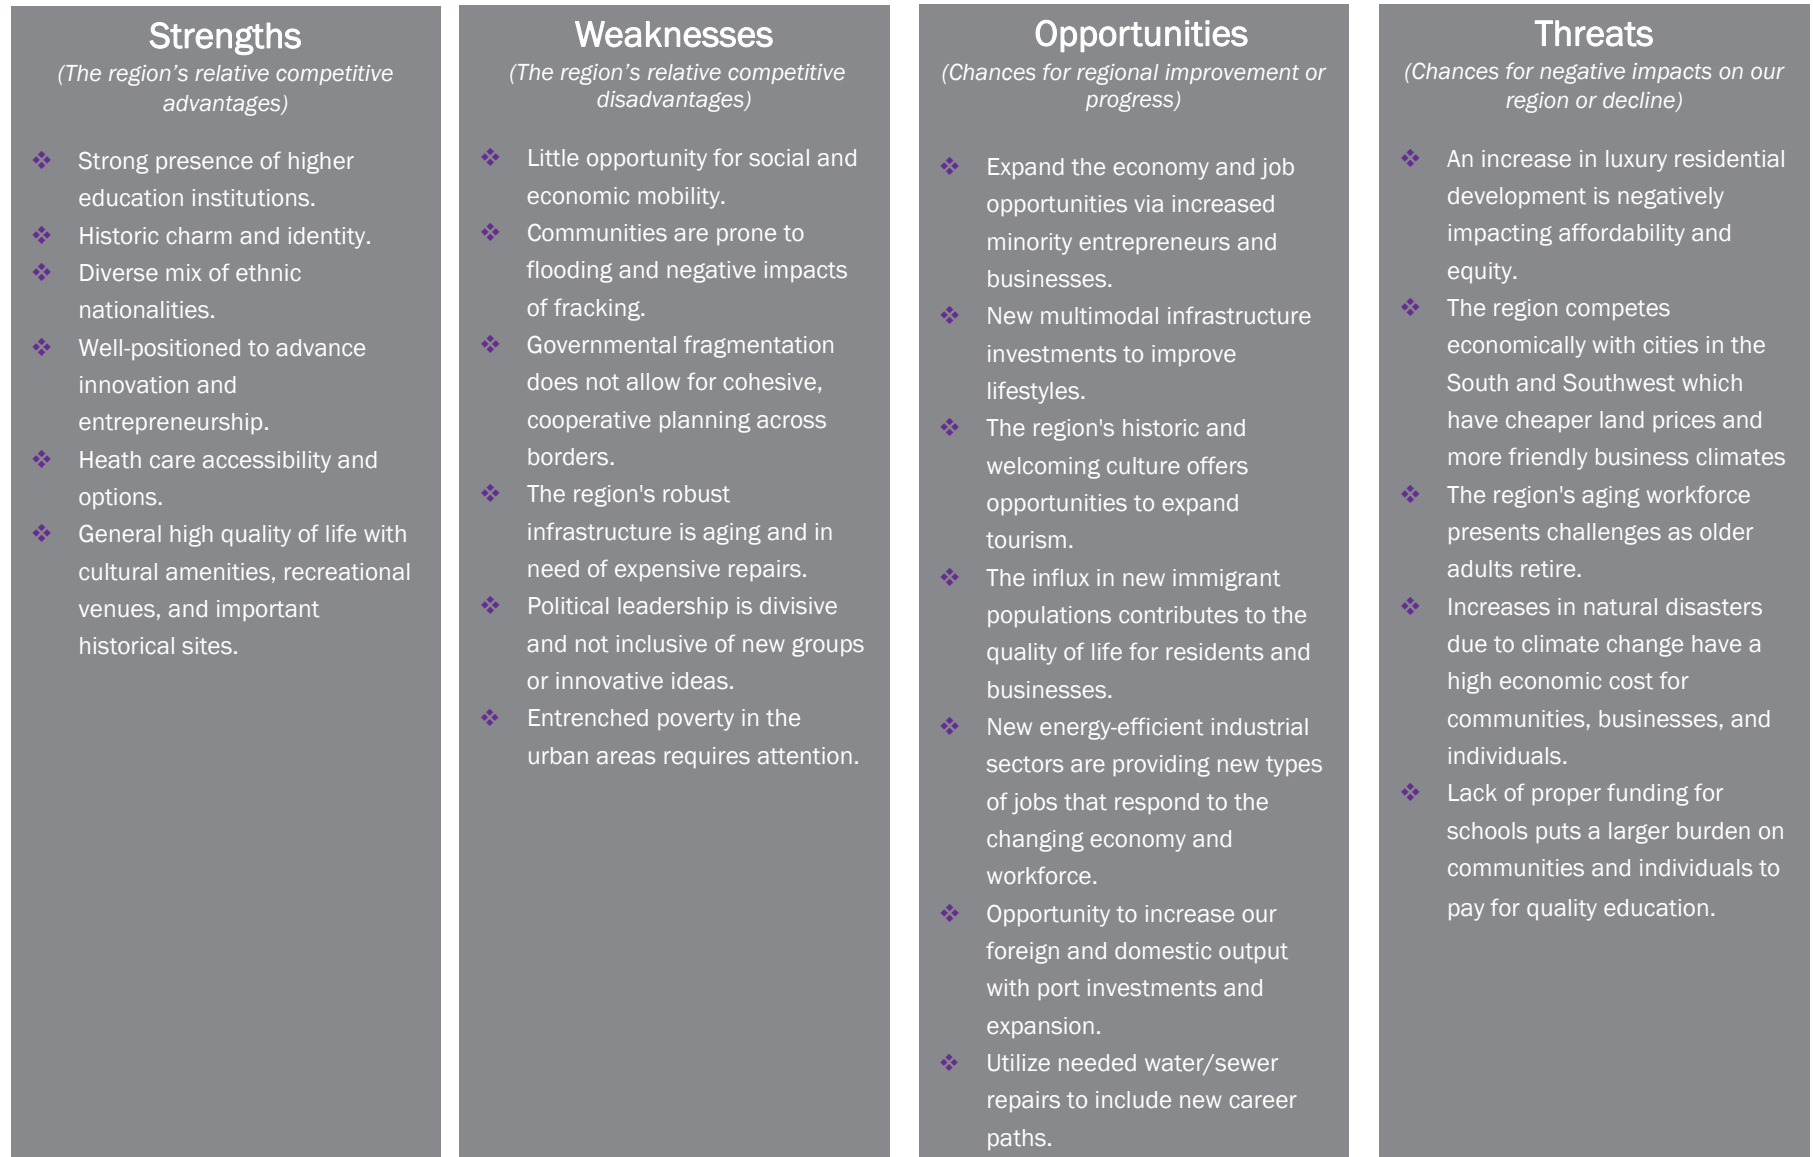 Strengths
(The region's relative competitive
advantages)
Strong presence of higher
education institutions.
Historic charm and identity.
Diverse mix of ethnic
nationalities.
Well-positioned to advance
innovation and
entrepreneurship.
Heath care accessibility and
options.
General high quality of life with
cultural amenities, recreational
venues, and important
historical sites.
Weaknesses
(The region's relative competitive
disadvantages)
Little opportunity for social and
economic mobility.
Communities are prone to
flooding and negative impacts
of fracking.
Governmental fragmentation
does not allow for cohesive,
cooperative planning across
borders.
The region's robust
infrastructure is aging and in
need of expensive repairs.
Political leadership is divisive
and not inclusive of new groups
or innovative ideas.
Entrenched poverty in the
urban areas requires attention.
Opportunities
(Chances for regional improvement or
progress)
Expand the economy and job
opportunities via increased
minority entrepreneurs and
businesses.
New multimodal infrastructure
investments to improve
lifestyles.
The region's historic and
welcoming culture offers
opportunities to expand
tourism.
The influx in new immigrant
populations contributes to the
quality of life for residents and
businesses.
New energy-efficient industrial
sectors are providing new types
of jobs that respond to the
changing economy and
workforce.
Opportunity to increase our
foreign and domestic output
with port investments and
expansion.
Utilize needed water/sewer
repairs to include new career
paths.
Threats
(Chances for negative impacts on our
region or decline)
An increase in luxury residential
development is negatively
impacting affordability and
equity.
The region competes
economically with cities in the
South and Southwest which
have cheaper land prices and
more friendly business climates
The region's aging workforce
presents challenges as older
adults retire.
Increases in natural disasters
due to climate change have a
high economic cost for
communities, businesses, and
individuals.
Lack of proper funding for
schools puts a larger burden on
communities and individuals to
pay for quality education.